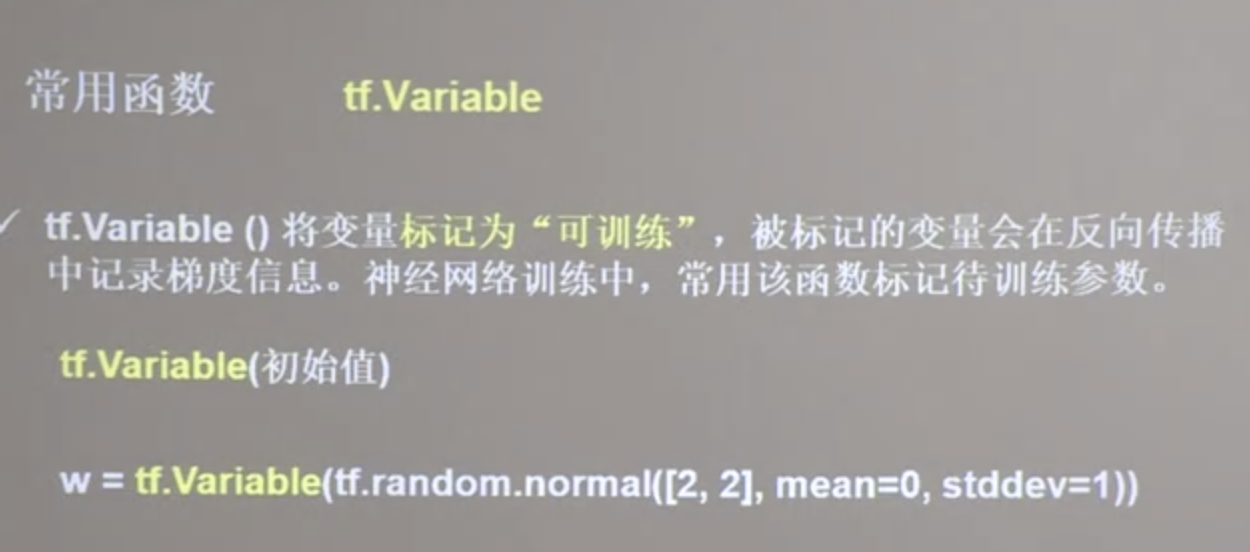 常用函数 tf.Variable
✓ tf.Variable () 将变量标记为“可训练”，被标记的变量会在反向传播
中记录梯度信息。神经网络训练中，常用该函数标记待训练参数。
tf.Variable(初始值)
w = tf.Variable(tf.random.normal([2, 2], mean=0, stddev=1))